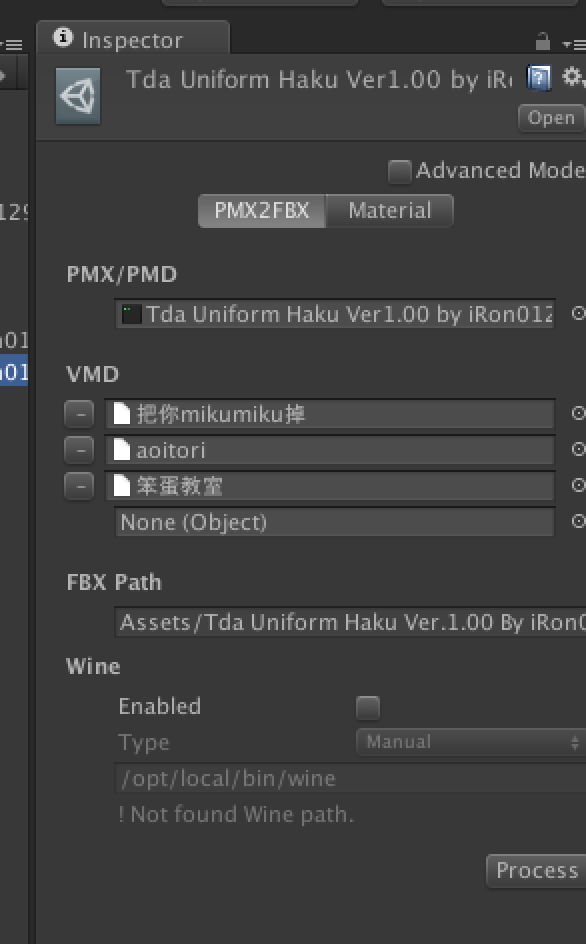 Inspector
Tda Uniform Haku Ver1.00 by iR
Open
129
Advanced Mode
PMX2FBX Material
PMX/PMD
Tda Uniform Haku Ver1.00 by iRon012
01
01
VMD
把你mikumiku掉
aoitori
笨蛋教室
None (Object)
FBX Path
Assets/Tda Uniform Haku Ver.1.00 By iRon0
Wine
Enabled
Type Manual
/opt/local/bin/wine
! Not found Wine path.
Process